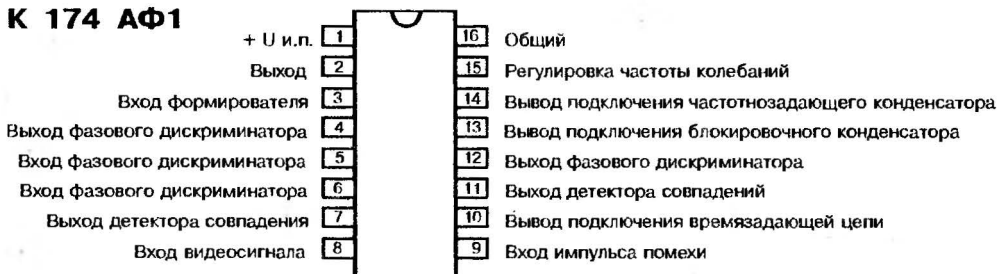 К 174 АФ1
+ U и.п. 1 16 Общий
Выход 2 15 Регулировка частоты колебаний
Вход формирователя 3 14 Вывод подключения частотнозадающего конденсатора
Выход фазового дискриминатора 4 13 Вывод подключения блокировочного конденсатора
Вход фазового дискриминатора 5 12 Выход фазового дискриминатора
Вход фазового дискриминатора 6 11 Выход детектора совпадений
Выход детектора совпадения 7 10 Вывод подключения времязадающей цепи
Вход видеосигнала 8 9 Вход импульса помехи